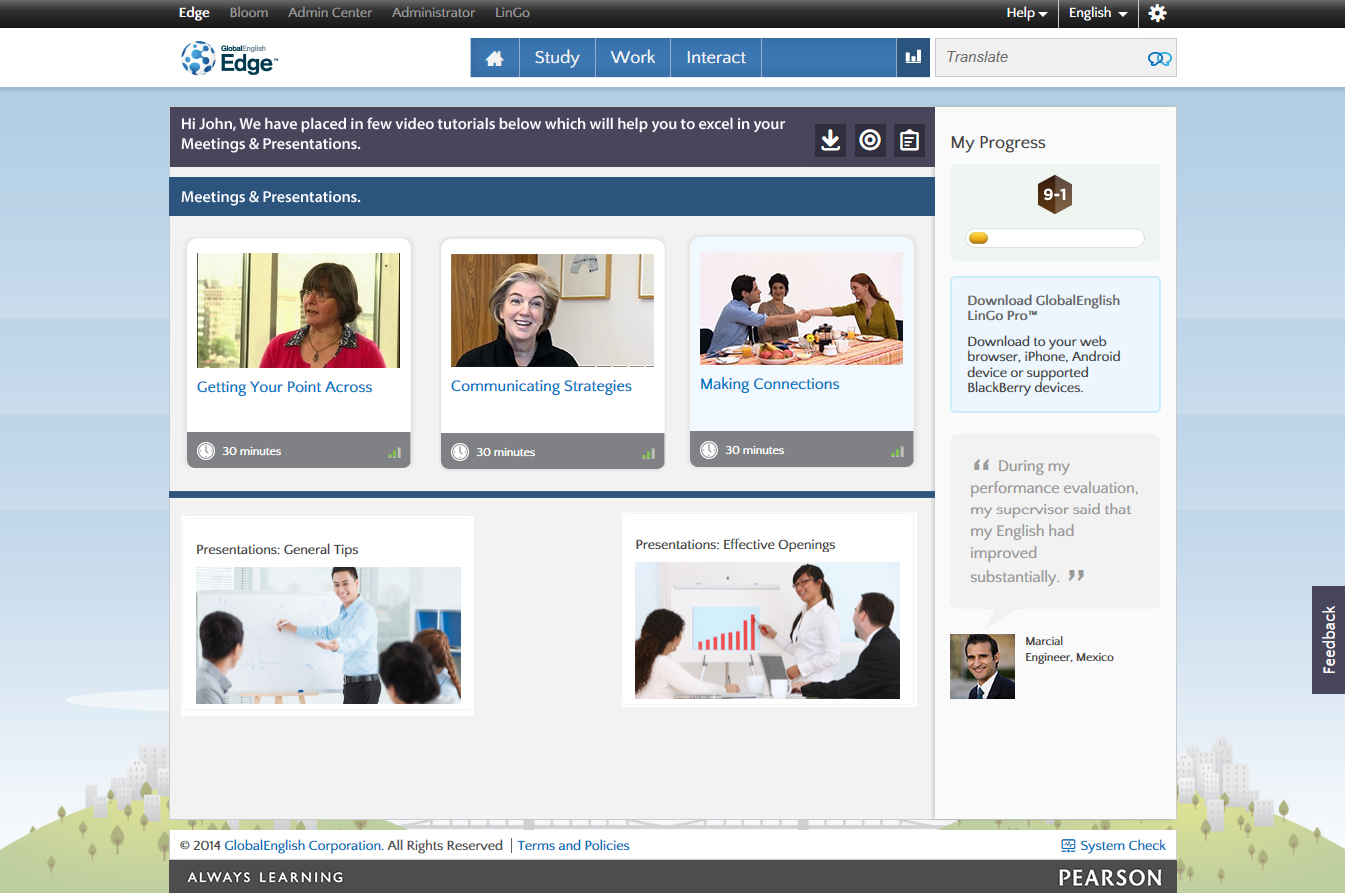 Edge Bloom Admin Center Administrator LinGo Help English
GlobalEnglish
Edge™
Study Work Interact Translate
Hi John, We have placed in few video tutorials below which will help you to excel in your
Meetings & Presentations.
Meetings & Presentations.
Getting Your Point Across
30 minutes
Communicating Strategies
30 minutes
Making Connections
30 minutes
Presentations: General Tips
Presentations: Effective Openings
My Progress
9-1
Download GlobalEnglish
LinGo Pro™
Download to your web
browser, iPhone, Android
device or supported
BlackBerry devices.
“ During my
performance evaluation,
my supervisor said that
my English had
improved
substantially. ”
Marcial
Engineer, Mexico
Feedback
© 2014 GlobalEnglish Corporation. All Rights Reserved | Terms and Policies
System Check
ALWAYS LEARNING
PEARSON